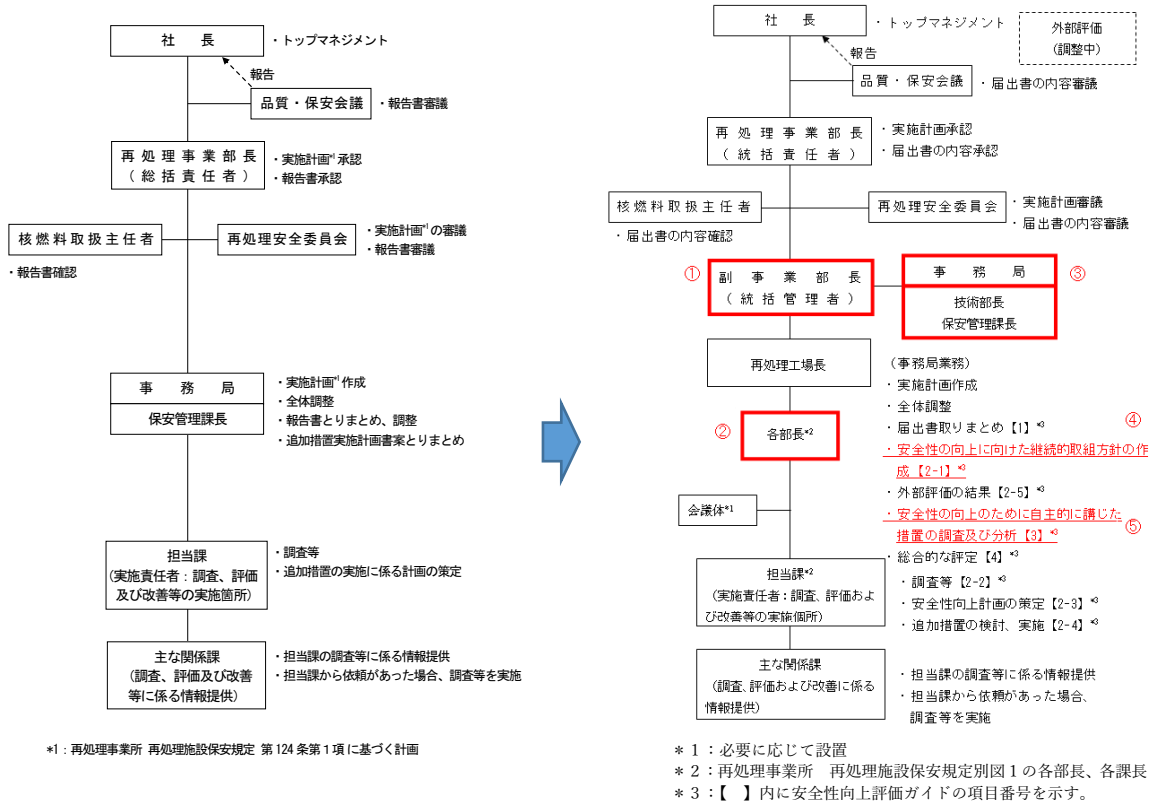 社　長
・トップマネジメント
報告
品質・保安会議
・報告書審議
再処理事業部長
（総括責任者）
・実施計画*1承認
・報告書承認
核燃料取扱主任者
・報告書確認
再処理安全委員会
・実施計画*1の審議
・報告書審議
事　務　局
保安管理課長
・実施計画*1作成
・全体調整
・報告書とりまとめ、調整
・追加措置実施計画書案とりまとめ
担当課
(実施責任者：調査、評価
及び改善等の実施箇所）
・調査等
・追加措置の実施に係る計画の策定
主な関係課
（調査、評価及び改善
等に係る情報提供）
・担当課の調査等に係る情報提供
・担当課から依頼があった場合、調査等を実施
*1：再処理事業所 再処理施設保安規定 第124条第1項に基づく計画
社　長
・トップマネジメント
外部評価
（調整中）
報告
品質・保安会議
・届出書の内容審議
再処理事業部長
（統括責任者）
・実施計画承認
・届出書の内容承認
核燃料取扱主任者
・届出書の内容確認
再処理安全委員会
・実施計画審議
・届出書の内容審議
①
副事業部長
（統括管理者）
事　務　局
技術部長
保安管理課長
③
再処理工場長
②
各部長*2
会議体*1
（事務局業務）
・実施計画作成
・全体調整
・届出書取りまとめ【1】*3
④
・安全性の向上に向けた継続的取組方針の作
成【2-1】*3
・外部評価の結果【2-5】*3
・安全性の向上のために自主的に講じた
措置の調査及び分析【3】*3
⑤
・総合的な評定【4】*3
担当課*2
（実施責任者：調査、評価およ
び改善等の実施個所）
・調査等【2-2】*3
・安全性向上計画の策定【2-3】*3
・追加措置の検討、実施【2-4】*3
主な関係課
（調査、評価および改善に係る
情報提供）
・担当課の調査等に係る情報提供
・担当課から依頼があった場合、
調査等を実施
＊１：必要に応じて設置
＊２：再処理事業所　再処理施設保安規定別図１の各部長、各課長
＊３：【　】内に安全性向上評価ガイドの項目番号を示す。